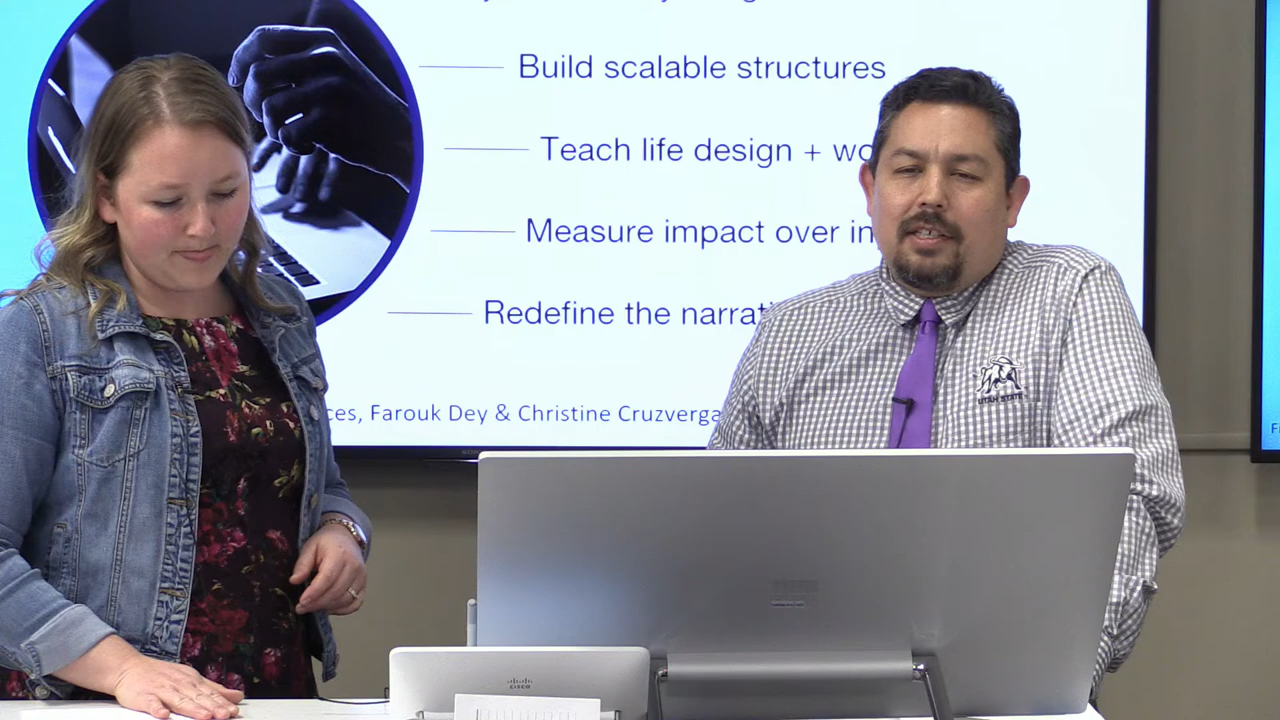 Build scalable structures
Teach life design + wo
Measure impact over in
Redefine the narrati
ces, Farouk Dey & Christine Cruzverga
UTAH STATE
CISCO
SONY